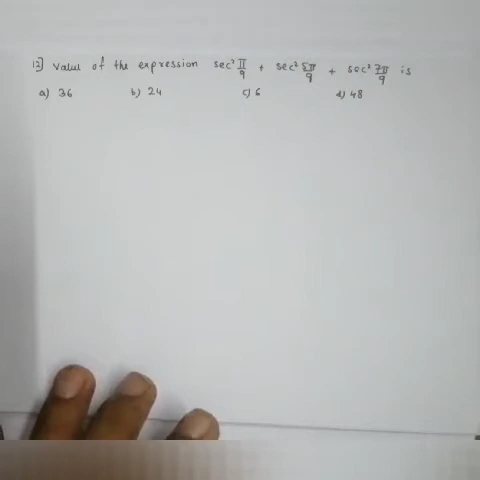 12] Value of the expression sec² π/9 + sec² 5π/9 + sec² 7π/9 is
a) 36 b) 24 c) 6 d) 48